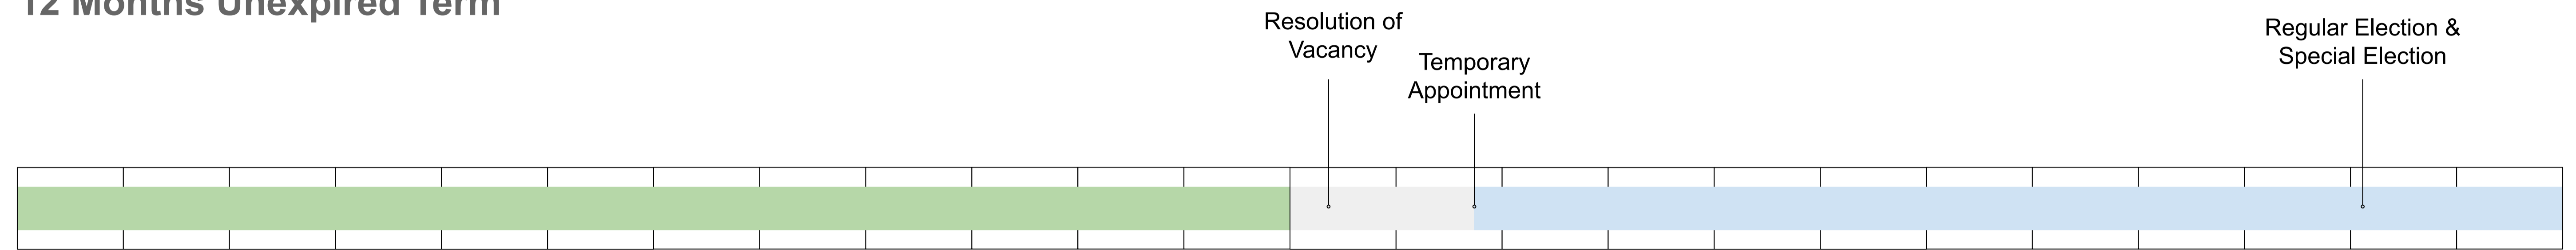 12 Months Unexpired Term
Resolution of
Vacancy
Temporary
Appointment
Regular Election &
Special Election